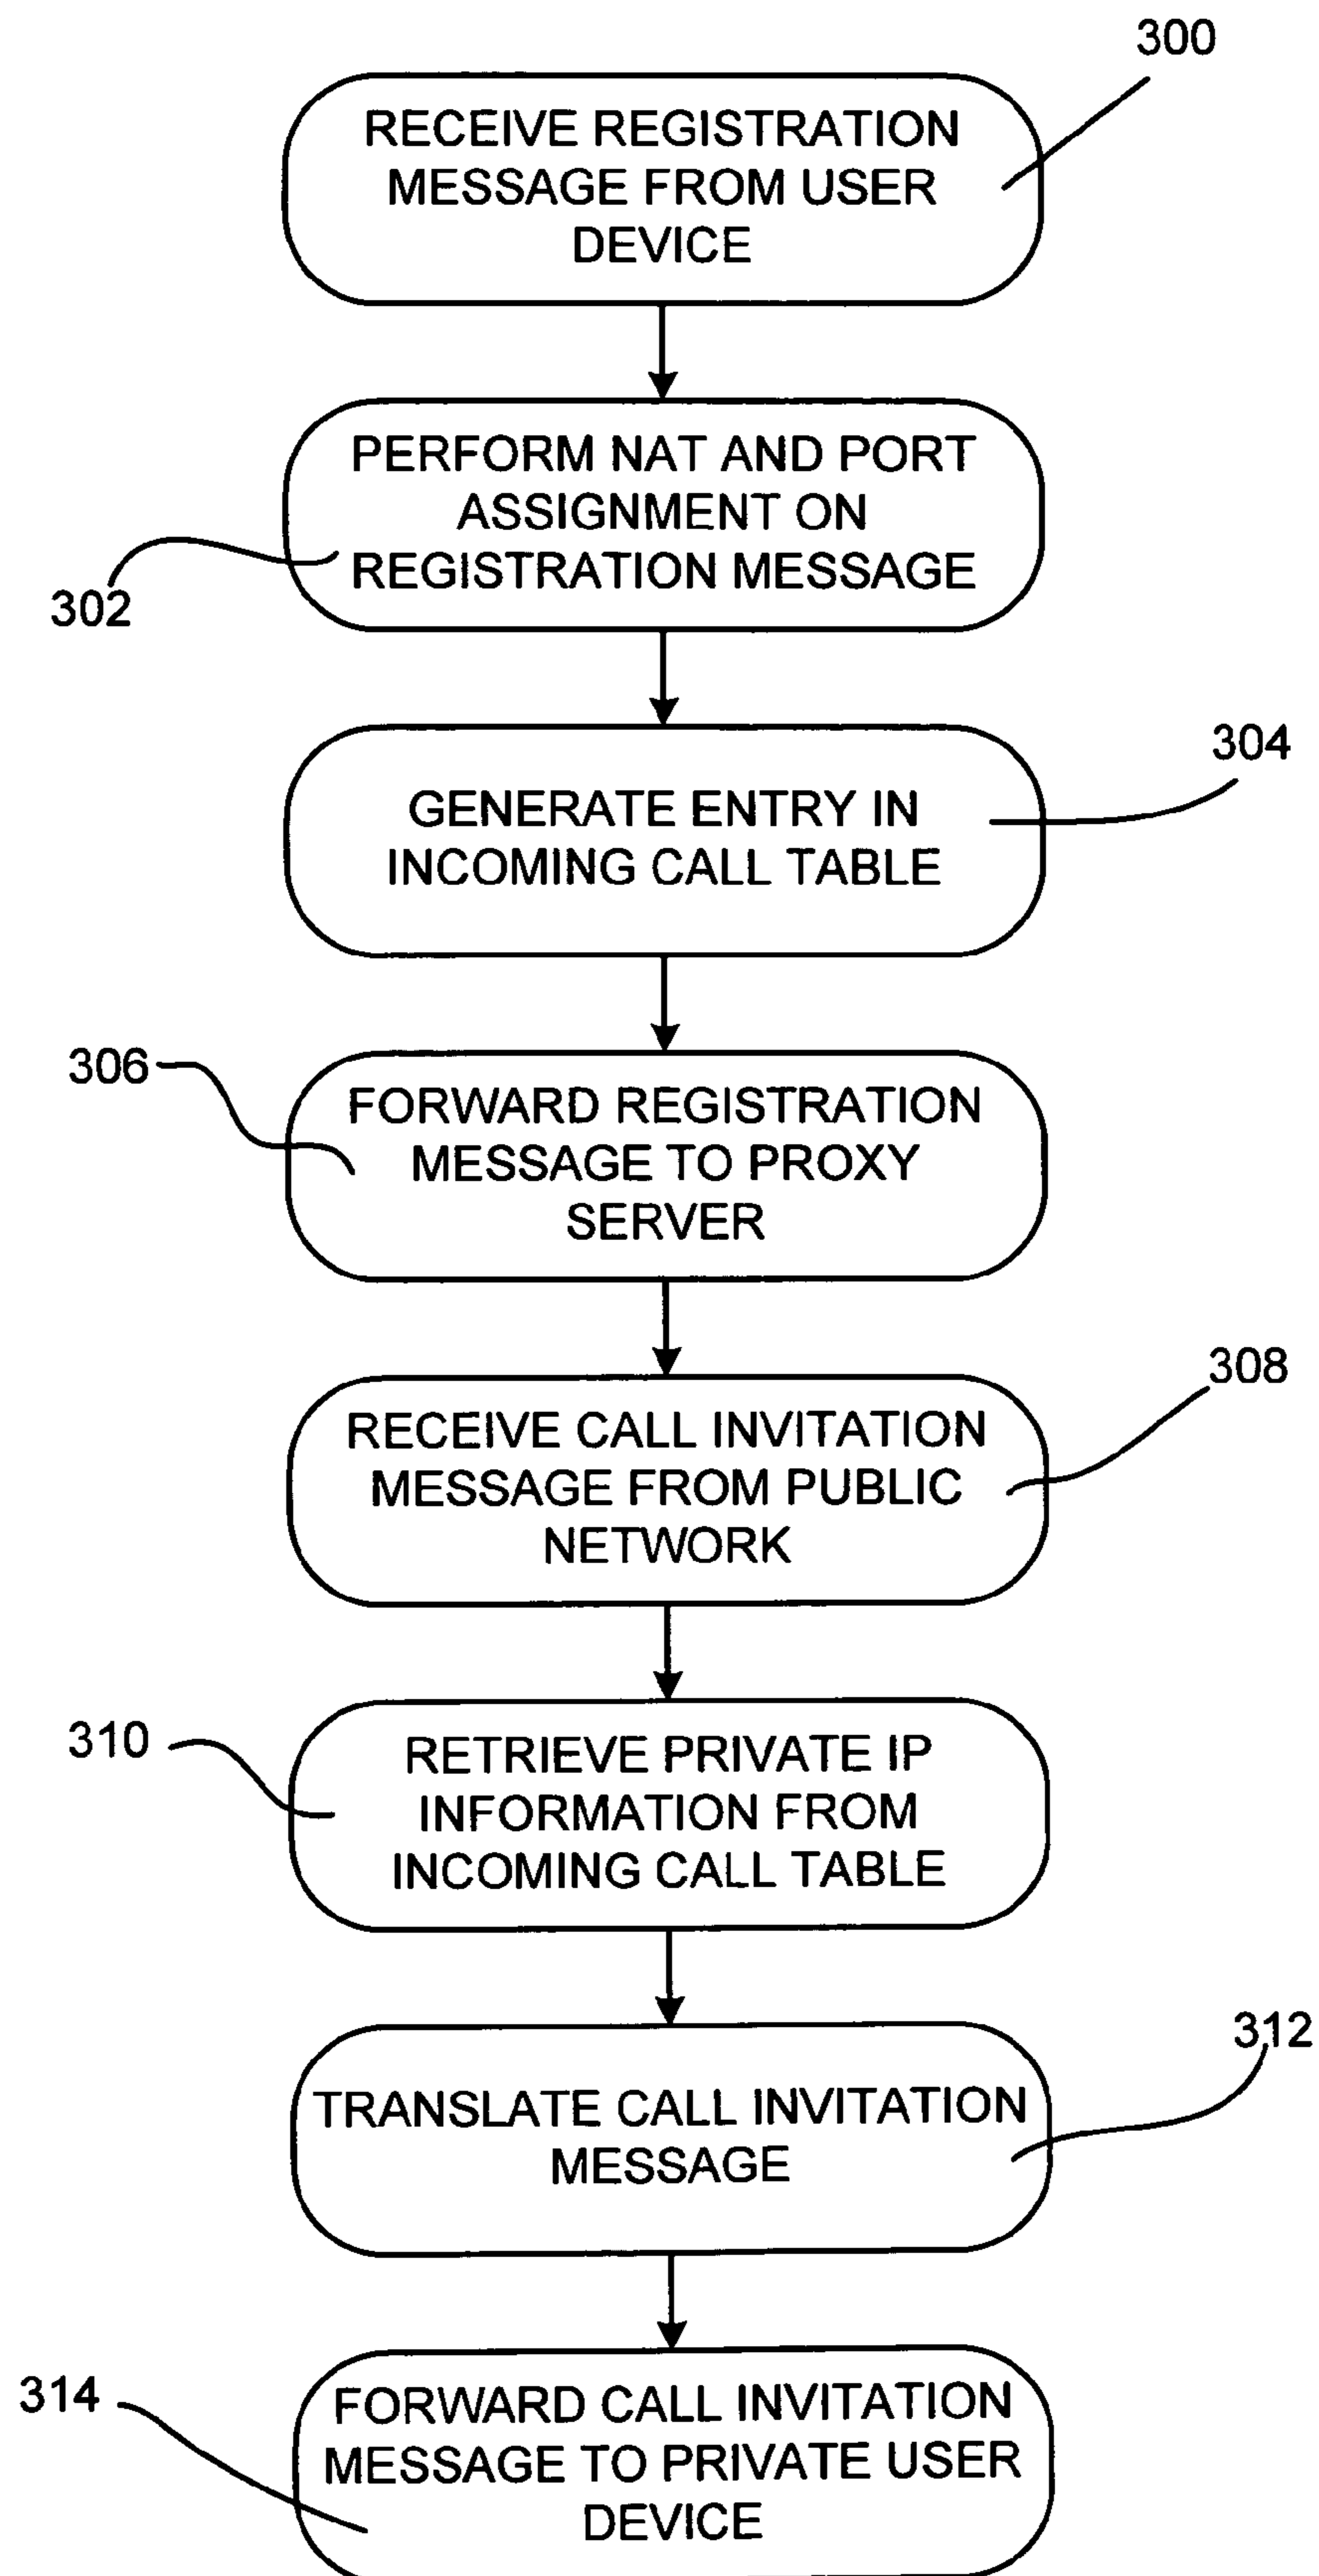 300
RECEIVE REGISTRATION
MESSAGE FROM USER
DEVICE
PERFORM NAT AND PORT
ASSIGNMENT ON
REGISTRATION MESSAGE
302
304
GENERATE ENTRY IN
INCOMING CALL TABLE
306
FORWARD REGISTRATION
MESSAGE TO PROXY
SERVER
308
RECEIVE CALL INVITATION
MESSAGE FROM PUBLIC
NETWORK
310
RETRIEVE PRIVATE IP
INFORMATION FROM
INCOMING CALL TABLE
312
TRANSLATE CALL INVITATION
MESSAGE
314
FORWARD CALL INVITATION
MESSAGE TO PRIVATE USER
DEVICE